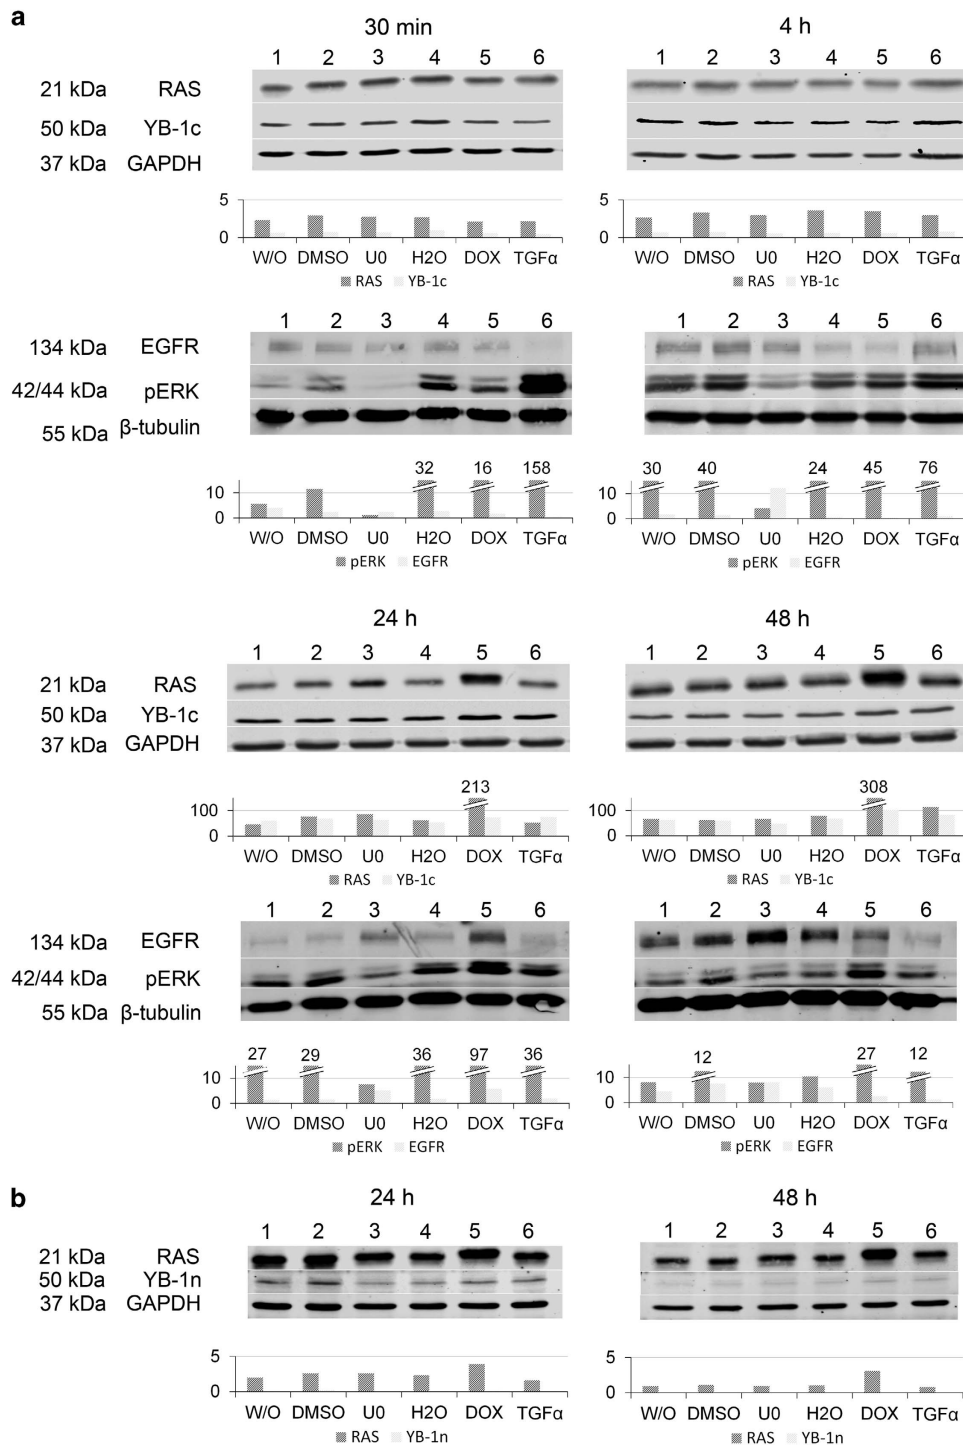 a
30 min
4 h
1 2 3 4 5 6
1 2 3 4 5 6
21 kDa RAS
50 kDa YB-1c
37 kDa GAPDH
5
0
W/O DMSO U0 H2O DOX TGFα
RAS YB-1c
5
0
W/O DMSO U0 H2O DOX TGFα
RAS YB-1c
1 2 3 4 5 6
1 2 3 4 5 6
134 kDa EGFR
42/44 kDa pERK
55 kDa β-tubulin
32 16 158
10
0
W/O DMSO U0 H2O DOX TGFα
pERK EGFR
30 40 24 45 76
10
0
W/O DMSO U0 H2O DOX TGFα
pERK EGFR
24 h
48 h
1 2 3 4 5 6
1 2 3 4 5 6
21 kDa RAS
50 kDa YB-1c
37 kDa GAPDH
213
100
0
W/O DMSO U0 H2O DOX TGFα
RAS YB-1c
308
100
0
W/O DMSO U0 H2O DOX TGFα
RAS YB-1c
1 2 3 4 5 6
1 2 3 4 5 6
134 kDa EGFR
42/44 kDa pERK
55 kDa β-tubulin
27 29 36 97 36
10
0
W/O DMSO U0 H2O DOX TGFα
pERK EGFR
12 27 12
10
0
W/O DMSO U0 H2O DOX TGFα
pERK EGFR
b
24 h
48 h
1 2 3 4 5 6
1 2 3 4 5 6
21 kDa RAS
50 kDa YB-1n
37 kDa GAPDH
5
0
W/O DMSO U0 H2O DOX TGFα
RAS YB-1n
5
0
W/O DMSO U0 H2O DOX TGFα
RAS YB-1n